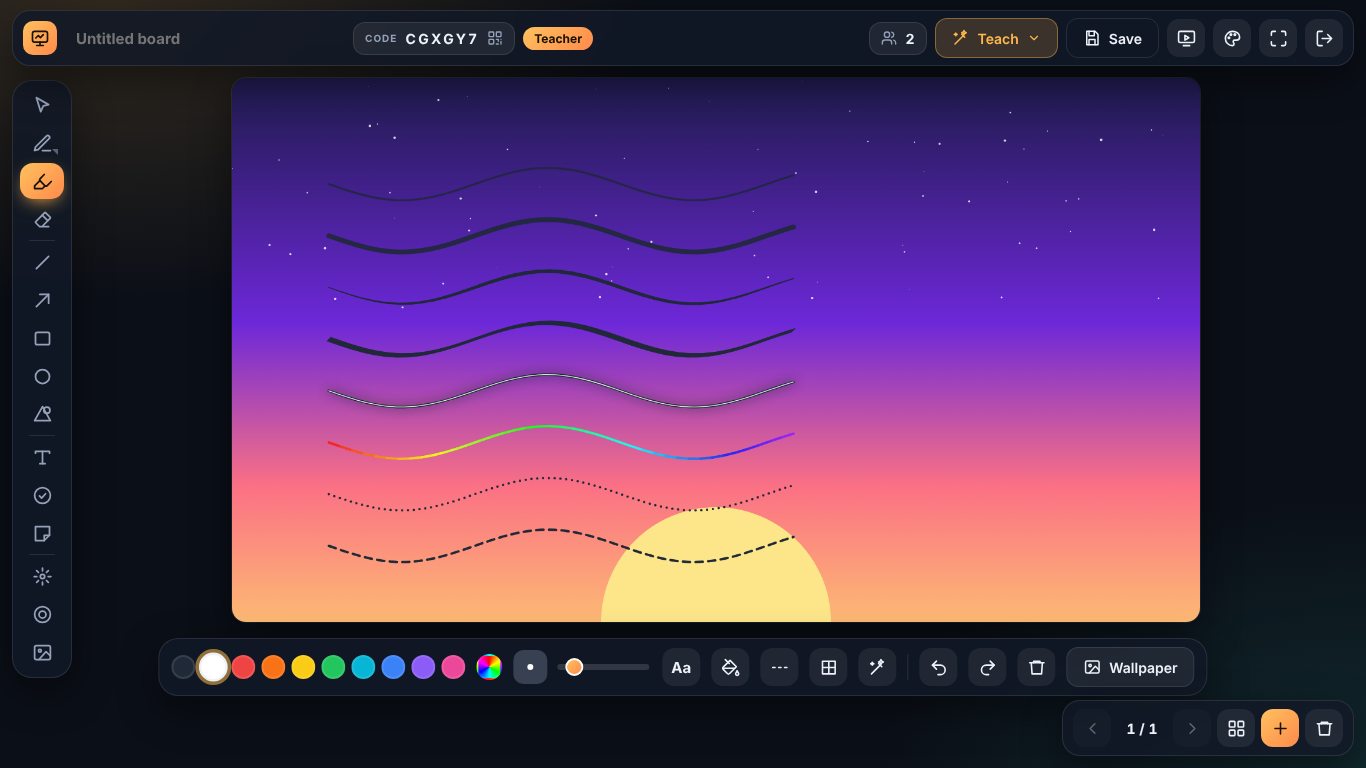 Untitled board
CODE CGXGY7
Teacher
2
Teach
Save
Aa
Wallpaper
1 / 1